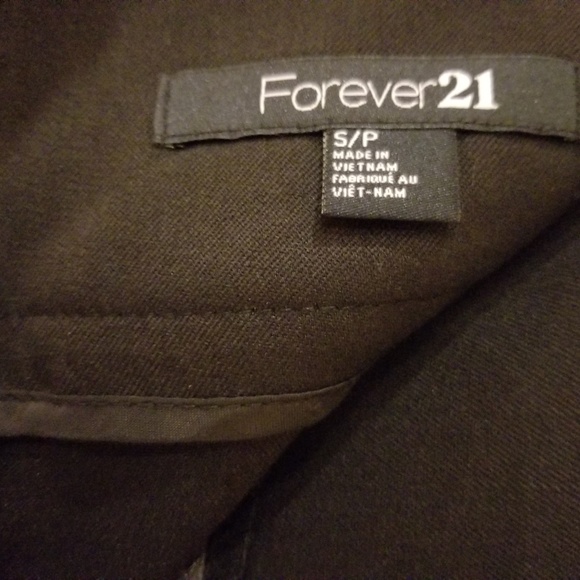 Forever21
S/P
MADE IN
VIETNAM
FABRIQUÉ AU
VIÊT-NAM